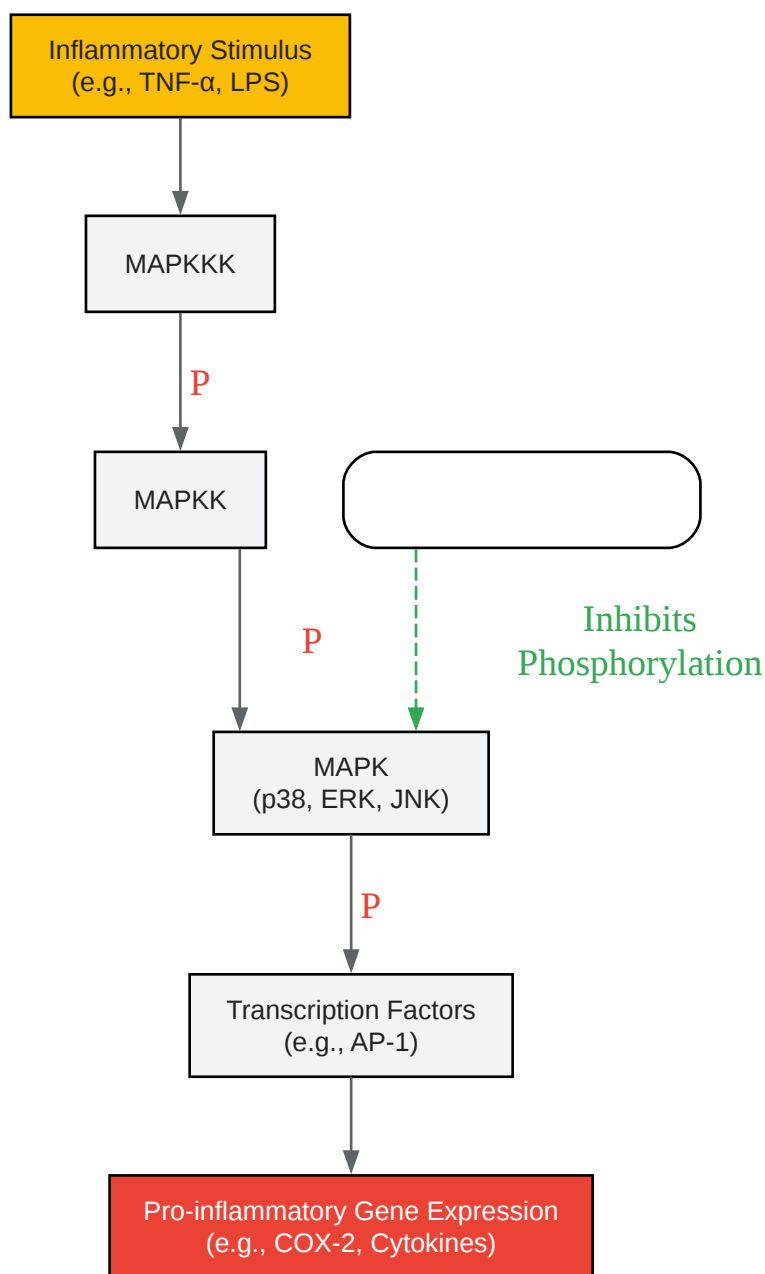 Inflammatory Stimulus
(e.g., TNF-α, LPS)
MAPKKK
P
MAPKK
P
Inhibits
Phosphorylation
MAPK
(p38, ERK, JNK)
P
Transcription Factors
(e.g., AP-1)
Pro-inflammatory Gene Expression
(e.g., COX-2, Cytokines)